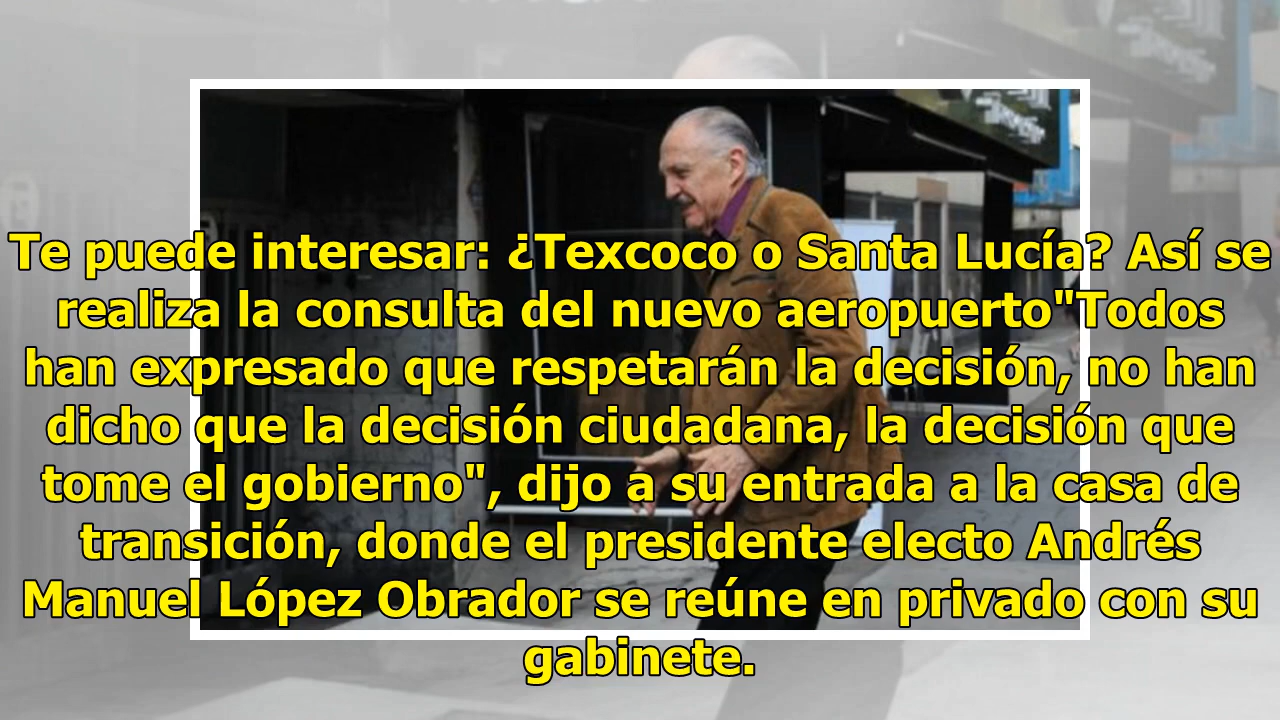 Te puede interesar: ¿Texcoco o Santa Lucía? Así se
realiza la consulta del nuevo aeropuerto"Todos
han expresado que respetarán la decisión, no han
dicho que la decisión ciudadana, la decisión que
tome el gobierno", dijo a su entrada a la casa de
transición, donde el presidente electo Andrés
Manuel López Obrador se reúne en privado con su
gabinete.